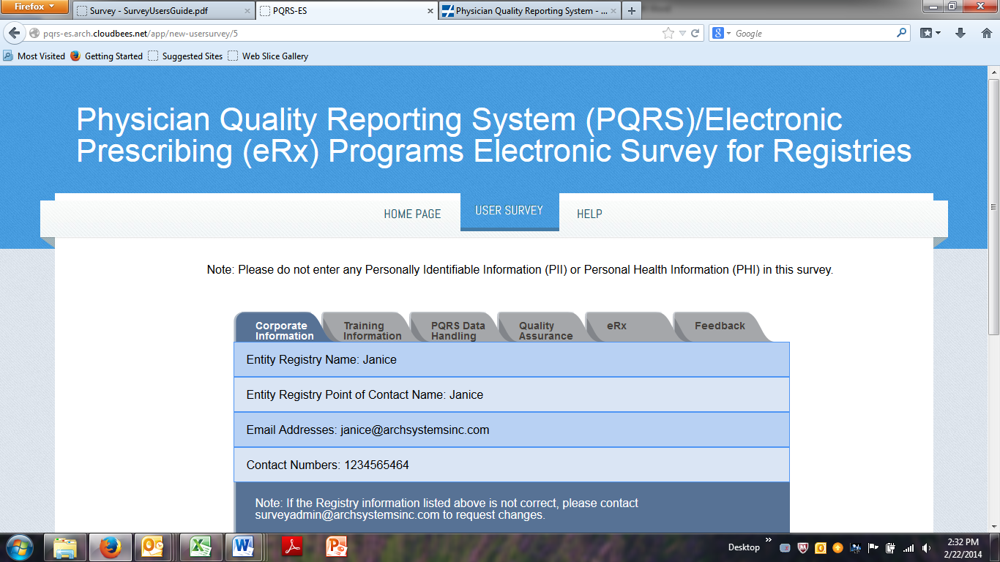 Firefox
Survey - SurveyUsersGuide.pdf
PQRS-ES
Physician Quality Reporting System - ...
pqrs-es.arch.cloudbees.net/app/new-usersurvey/5
Google
Most Visited
Getting Started
Suggested Sites
Web Slice Gallery
Physician Quality Reporting System (PQRS)/Electronic
Prescribing (eRx) Programs Electronic Survey for Registries
HOME PAGE
USER SURVEY
HELP
Note: Please do not enter any Personally Identifiable Information (PII) or Personal Health Information (PHI) in this survey.
Corporate
Information
Training
Information
PQRS Data
Handling
Quality
Assurance
eRx
Feedback
Entity Registry Name: Janice
Entity Registry Point of Contact Name: Janice
Email Addresses: janice@archsystemsinc.com
Contact Numbers: 1234565464
Note: If the Registry information listed above is not correct, please contact
surveyadmin@archsystemsinc.com to request changes.
Desktop
2:32 PM
2/22/2014